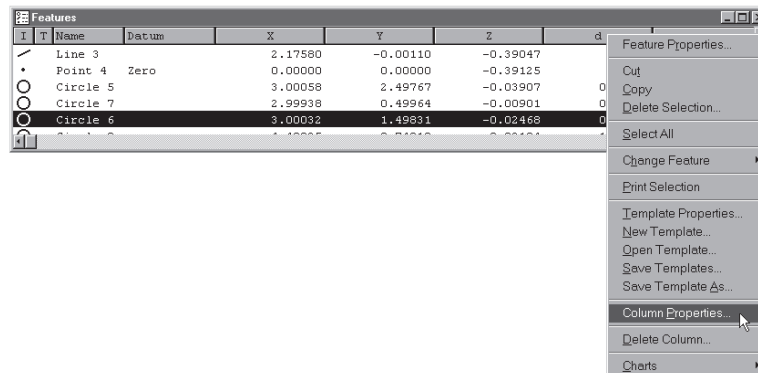 Features
I T Name Datum X Y Z d
Line 3 2.17580 -0.00110 -0.39047
Point 4 Zero 0.00000 0.00000 -0.39125
Circle 5 3.00058 2.49767 -0.03907 0
Circle 7 2.99938 0.49964 -0.00901 0
Circle 6 3.00032 1.49831 -0.02468 0
Feature Properties...
Cut
Copy
Delete Selection...
Select All
Change Feature
Print Selection
Template Properties...
New Template...
Open Template...
Save Templates...
Save Template As...
Column Properties...
Delete Column...
Charts